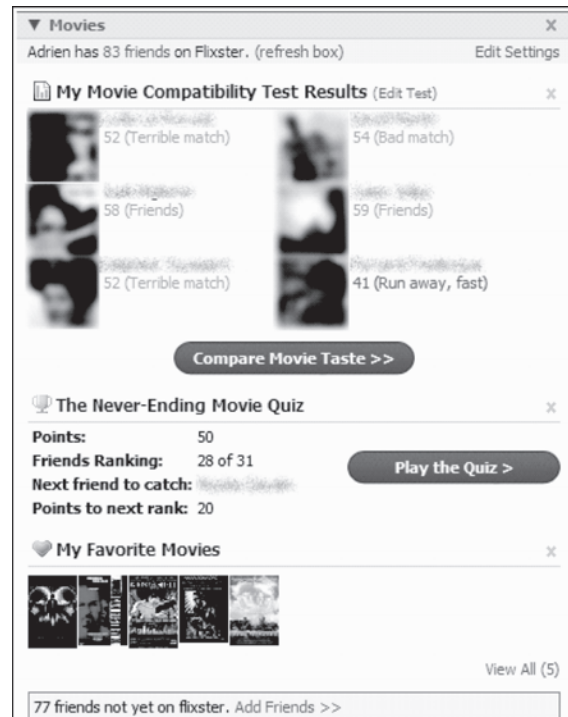 ▼ Movies x
Adrien has 83 friends on Flixster. (refresh box) Edit Settings
My Movie Compatibility Test Results (Edit Test) x
52 (Terrible match) 54 (Bad match)
58 (Friends) 59 (Friends)
52 (Terrible match) 41 (Run away, fast)
Compare Movie Taste >>
The Never-Ending Movie Quiz x
Points: 50
Friends Ranking: 28 of 31
Play the Quiz >
Next friend to catch:
Points to next rank: 20
My Favorite Movies x
View All (5)
77 friends not yet on flixster. Add Friends >>